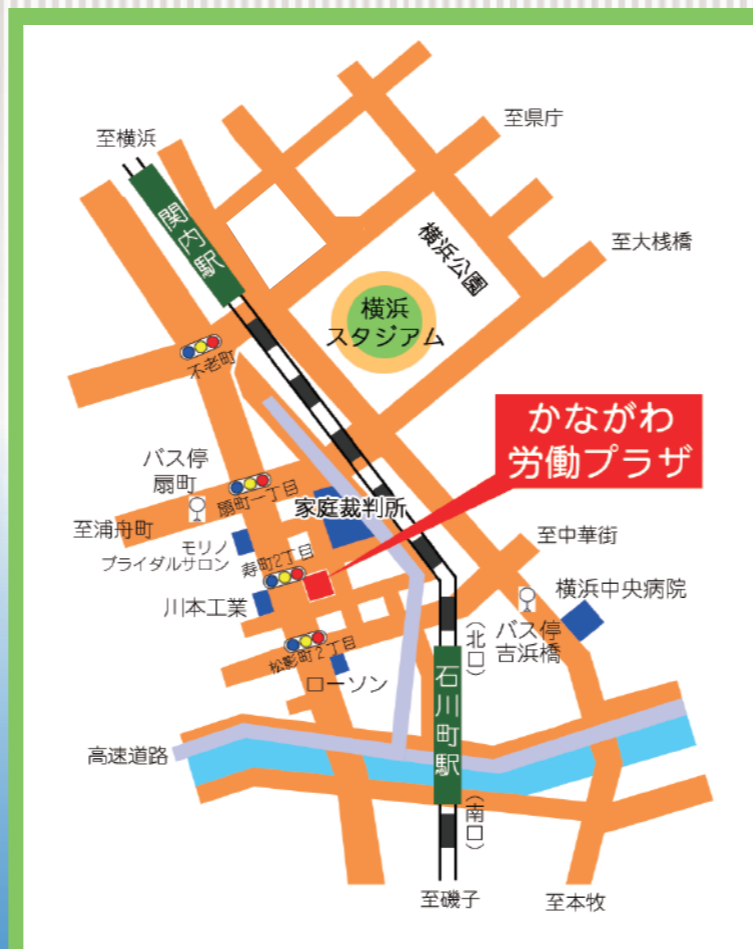 至横浜
至県庁
関内駅
横浜公園
至大桟橋
横浜
スタジアム
不老町
かながわ
労働プラザ
バス停
扇町
扇町一丁目
家庭裁判所
至浦舟町
至中華街
モリノ
ブライダルサロン
寿町2丁目
横浜中央病院
川本工業
(北口)
バス停
吉浜橋
松影町2丁目
ローソン
石川町駅
高速道路
(南口)
至磯子
至本牧